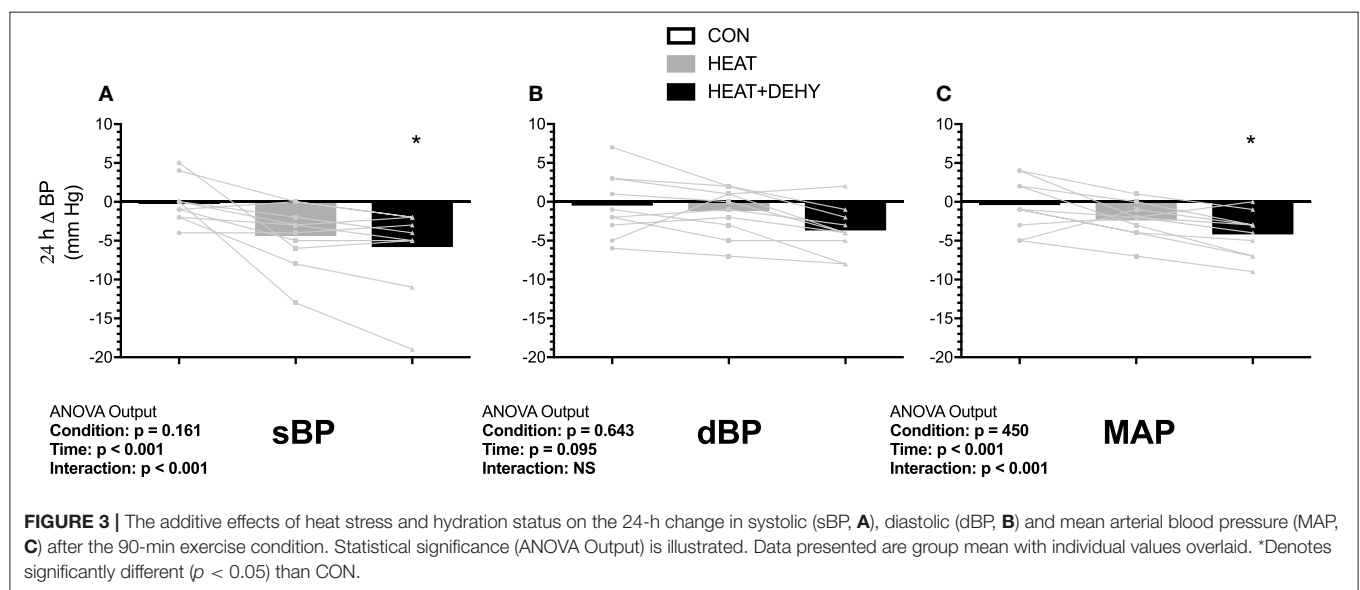 CON
HEAT
HEAT+DEHY
A
B
C
24 h Δ BP
(mm Hg)
10
5
0
-5
-10
-15
-20
*
10
5
0
-5
-10
-15
-20
10
5
0
-5
-10
-15
-20
*
ANOVA Output
Condition: p = 0.161
Time: p < 0.001
Interaction: p < 0.001
sBP
ANOVA Output
Condition: p = 0.643
Time: p = 0.095
Interaction: NS
dBP
ANOVA Output
Condition: p = 450
Time: p < 0.001
Interaction: p < 0.001
MAP
FIGURE 3 | The additive effects of heat stress and hydration status on the 24-h change in systolic (sBP, A), diastolic (dBP, B) and mean arterial blood pressure (MAP,
C) after the 90-min exercise condition. Statistical significance (ANOVA Output) is illustrated. Data presented are group mean with individual values overlaid. *Denotes
significantly different (p < 0.05) than CON.